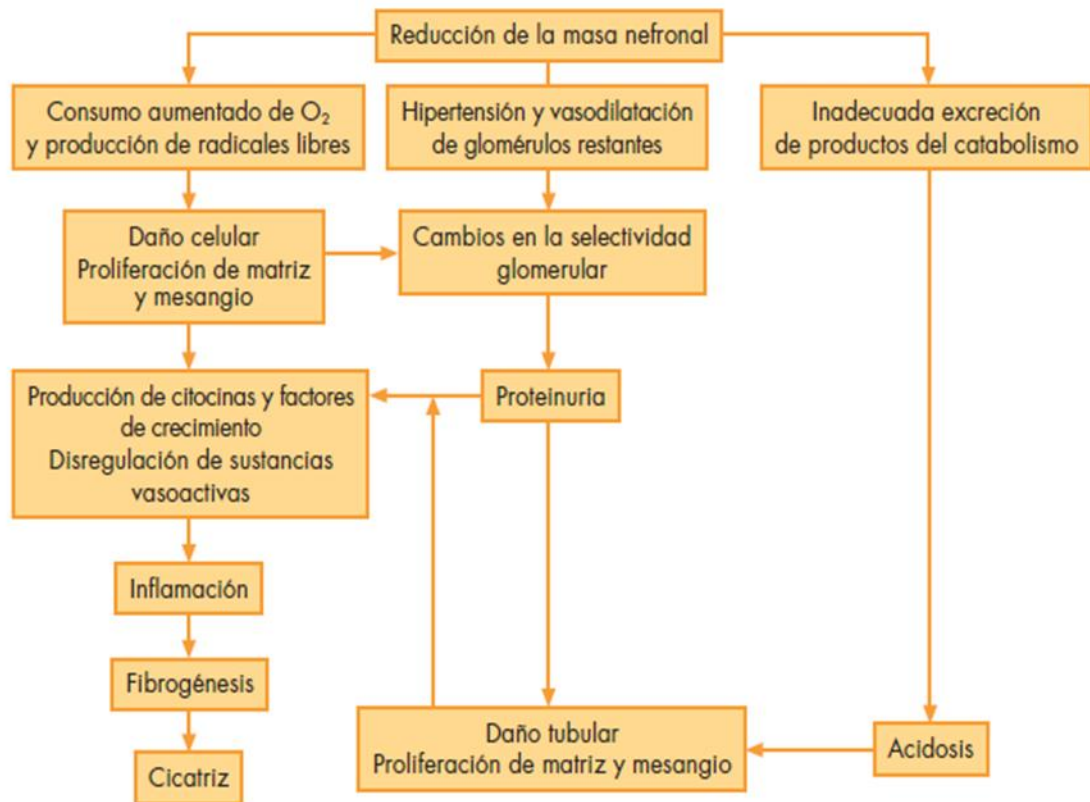 Reducción de la masa nefronal
Consumo aumentado de O₂
y producción de radicales libres
Hipertensión y vasodilatación
de glomérulos restantes
Inadecuada excreción
de productos del catabolismo
Daño celular
Proliferación de matriz
y mesangio
Cambios en la selectividad
glomerular
Producción de citocinas y factores
de crecimiento
Disregulación de sustancias
vasoactivas
Proteinuria
Inflamación
Fibrogénesis
Daño tubular
Proliferación de matriz y mesangio
Acidosis
Cicatriz